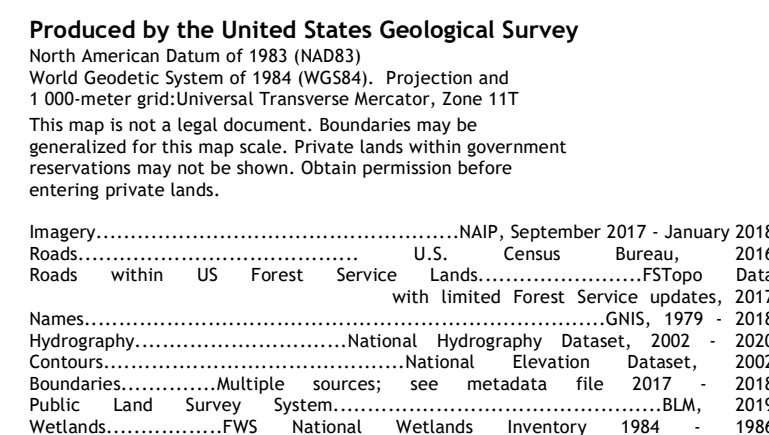 Produced by the United States Geological Survey
North American Datum of 1983 (NAD83)
World Geodetic System of 1984 (WGS84). Projection and
1 000-meter grid:Universal Transverse Mercator, Zone 11T
This map is not a legal document. Boundaries may be
generalized for this map scale. Private lands within government
reservations may not be shown. Obtain permission before
entering private lands.
Imagery.....................................................NAIP, September 2017 - January 2018
Roads......................................... U.S. Census Bureau, 2016
Roads within US Forest Service Lands.......................FSTopo Data
with limited Forest Service updates, 2017
Names............................................................................GNIS, 1979 - 2018
Hydrography...............................National Hydrography Dataset, 2002 - 2020
Contours............................................National Elevation Dataset, 2002
Boundaries..............Multiple sources; see metadata file 2017 - 2018
Public Land Survey System................................................BLM, 2019
Wetlands.................FWS National Wetlands Inventory 1984 - 1986